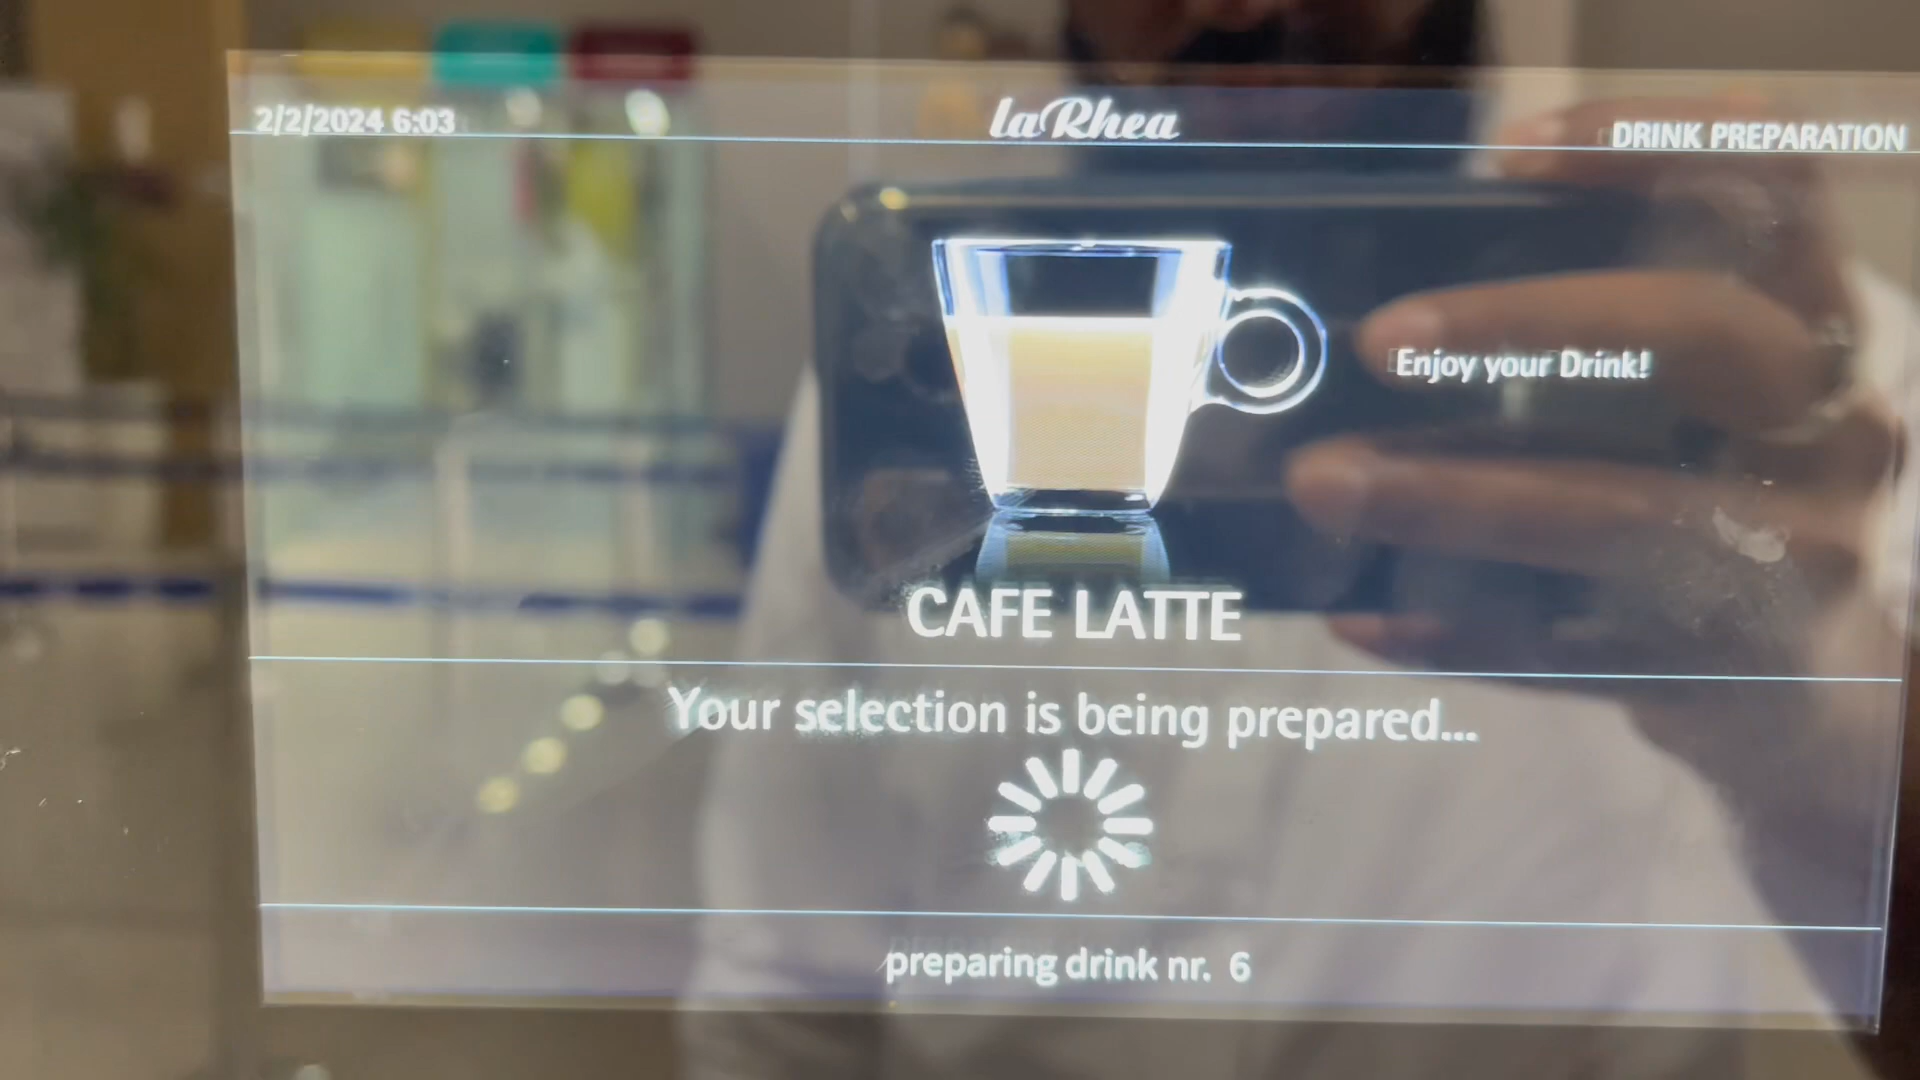 2/2/2024 6:03
laRhea
DRINK PREPARATION
Enjoy your Drink!
CAFE LATTE
Your selection is being prepared...
preparing drink nr. 6